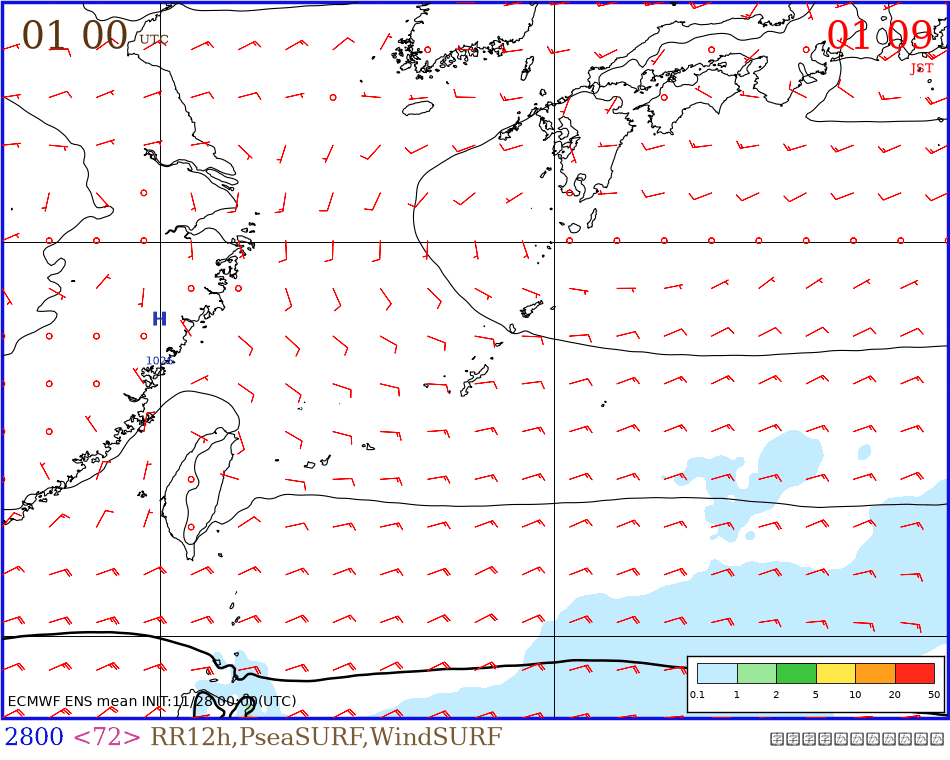 01 00 UTC
01 09
JST
H
ECMWF ENS mean INIT:11/28 00:00(UTC)
0.1 1 2 5 10 20 50
2800 <72> RR12h,PseaSURF,WindSURF